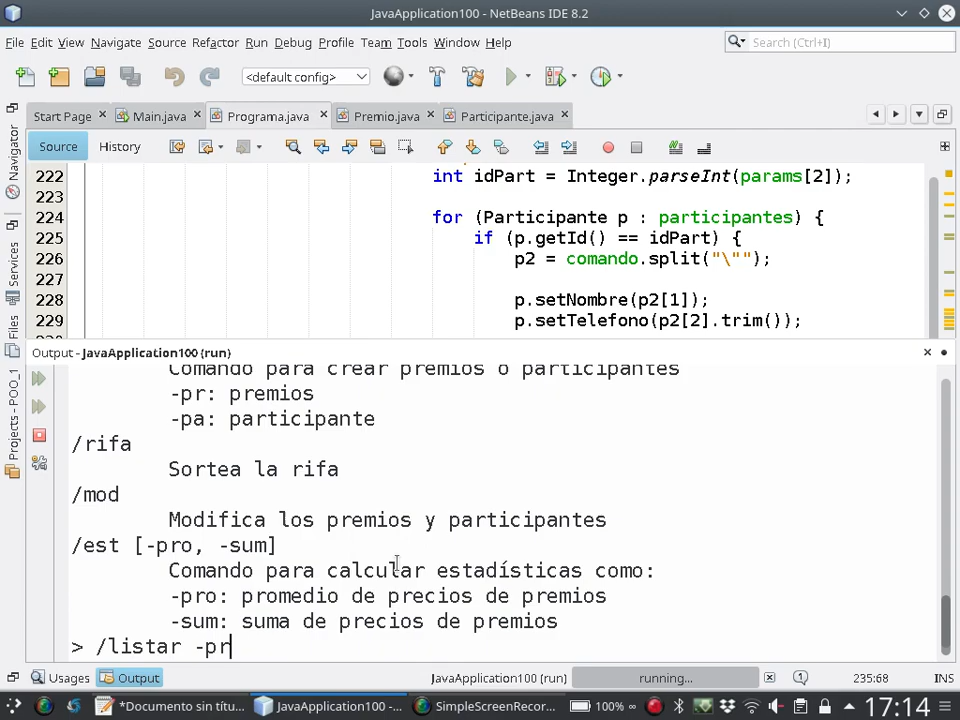 JavaApplication100 - NetBeans IDE 8.2
File Edit View Navigate Source Refactor Run Debug Profile Team Tools Window Help
Search (Ctrl+I)
<default config>
Start Page Main.java Programa.java Premio.java Participante.java
Source History
Navigator
Services
Files
Projects - POO_1
222 int idPart = Integer.parseInt(params[2]);
223
224 for (Participante p : participantes) {
225 if (p.getId() == idPart) {
226 p2 = comando.split("\"");
227
228 p.setNombre(p2[1]);
229 p.setTelefono(p2[2].trim());
Output - JavaApplication100 (run)
Comando para crear premios o participantes
-pr: premios
-pa: participante
/rifa
Sortea la rifa
/mod
Modifica los premios y participantes
/est [-pro, -sum]
Comando para calcular estadísticas como:
-pro: promedio de precios de premios
-sum: suma de precios de premios
> /listar -pr
Usages Output JavaApplication100 (run) running... 1 235:68 INS
*Documento sin títu... JavaApplication100 -... SimpleScreenRecor... 100% 17:14